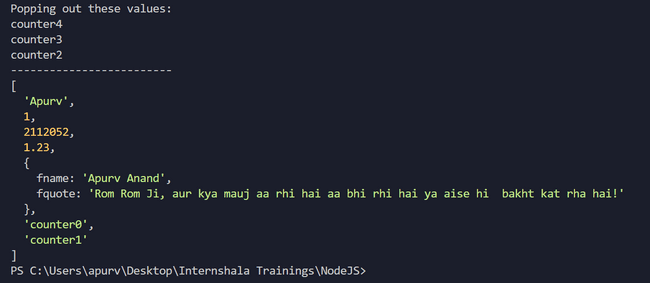 Popping out these values:
counter4
counter3
counter2
-------------------------
[
  'Apurv',
  1,
  2112052,
  1.23,
  {
    fname: 'Apurv Anand',
    fquote: 'Rom Rom Ji, aur kya mauj aa rhi hai aa bhi rhi hai ya aise hi  bakht kat rha hai!'
  },
  'counter0',
  'counter1'
]
PS C:\Users\apurv\Desktop\Internshala Trainings\NodeJS>